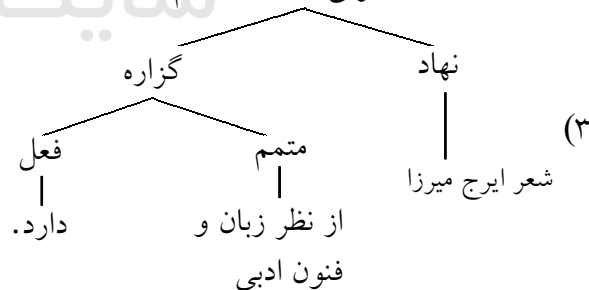 نهاد
گزاره
۳)
متمم
فعل
شعر ایرج میرزا
از نظر زبان و
فنون ادبی
دارد.